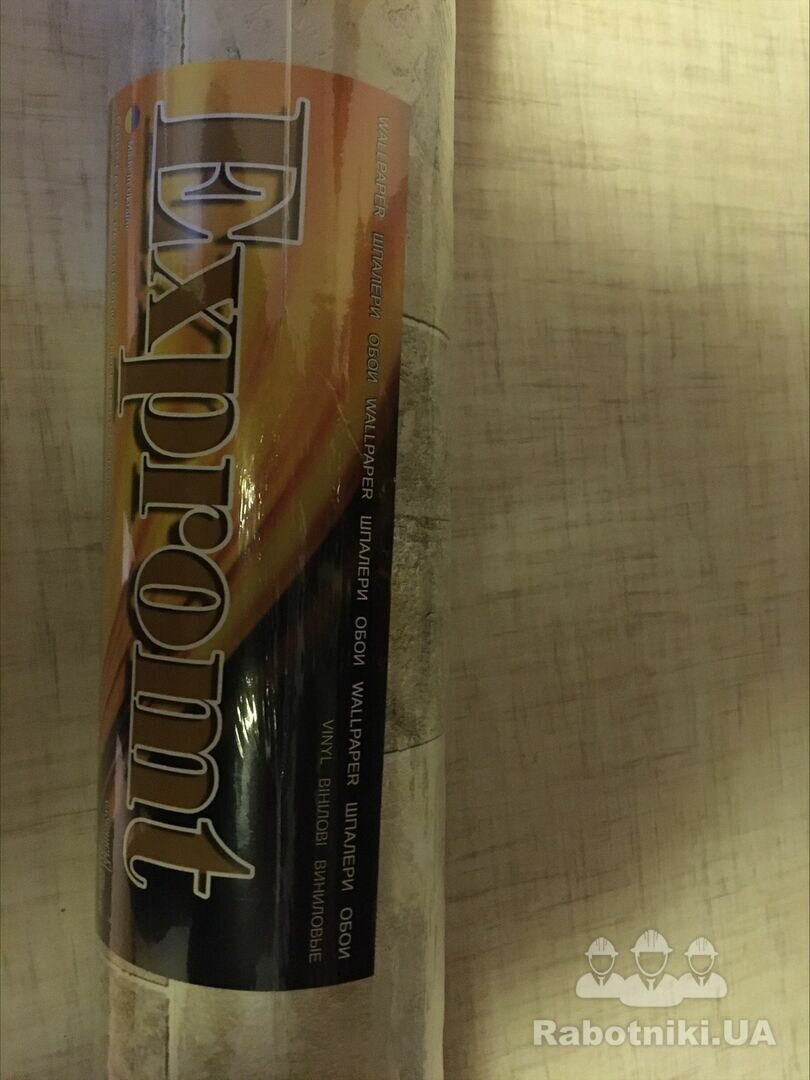 WALLPAPER ШПАЛЕРИ ОБОИ WALLPAPER ШПАЛЕРИ ОБОИ WALLPAPER ШПАЛЕРИ ОБОИ
VINYL ВІНІЛОВІ ВИНИЛОВЫЕ
Expromt
Rabotniki.UA